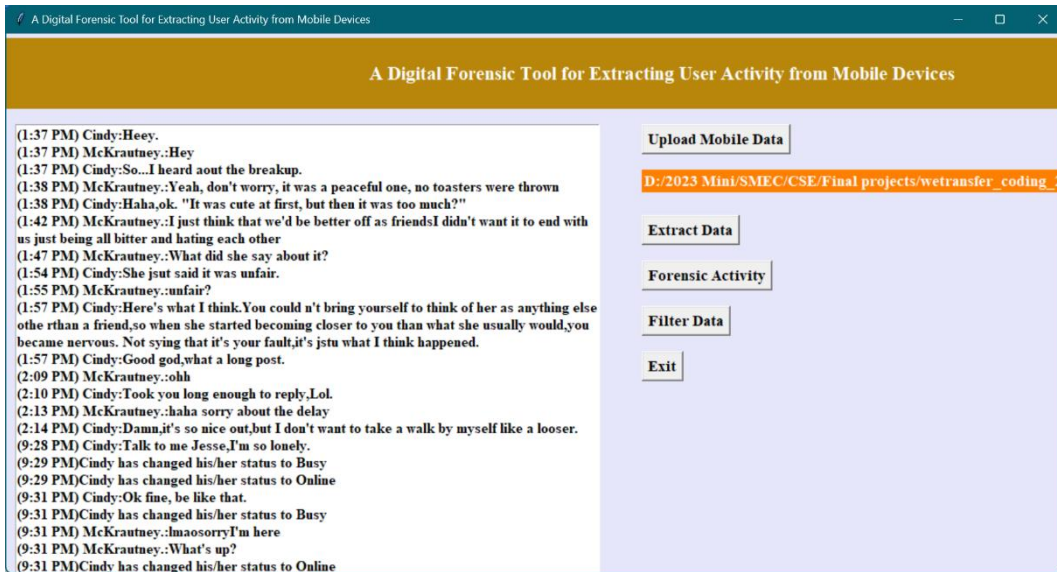 A Digital Forensic Tool for Extracting User Activity from Mobile Devices
A Digital Forensic Tool for Extracting User Activity from Mobile Devices
(1:37 PM) Cindy:Heey.
(1:37 PM) McKrautney.:Hey
(1:37 PM) Cindy:So...I heard aout the breakup.
(1:38 PM) McKrautney.:Yeah, don't worry, it was a peaceful one, no toasters were thrown
(1:38 PM) Cindy:Haha,ok. "It was cute at first, but then it was too much?"
(1:42 PM) McKrautney.:I just think that we'd be better off as friendsI didn't want it to end with
us just being all bitter and hating each other
(1:47 PM) McKrautney.:What did she say about it?
(1:54 PM) Cindy:She jsut said it was unfair.
(1:55 PM) McKrautney.:unfair?
(1:57 PM) Cindy:Here's what I think.You could n't bring yourself to think of her as anything else
othe rthan a friend,so when she started becoming closer to you than what she usually would,you
became nervous. Not sying that it's your fault,it's jstu what I think happened.
(1:57 PM) Cindy:Good god,what a long post.
(2:09 PM) McKrautney.:ohh
(2:10 PM) Cindy:Took you long enough to reply,Lol.
(2:13 PM) McKrautney.:haha sorry about the delay
(2:14 PM) Cindy:Damn,it's so nice out,but I don't want to take a walk by myself like a looser.
(9:28 PM) Cindy:Talk to me Jesse,I'm so lonely.
(9:29 PM)Cindy has changed his/her status to Busy
(9:29 PM)Cindy has changed his/her status to Online
(9:31 PM) Cindy:Ok fine, be like that.
(9:31 PM)Cindy has changed his/her status to Busy
(9:31 PM) McKrautney.:lmaosorryI'm here
(9:31 PM) McKrautney.:What's up?
(9:31 PM)Cindy has changed his/her status to Online
Upload Mobile Data
D:/2023 Mini/SMEC/CSE/Final projects/wetransfer_coding_
Extract Data
Forensic Activity
Filter Data
Exit